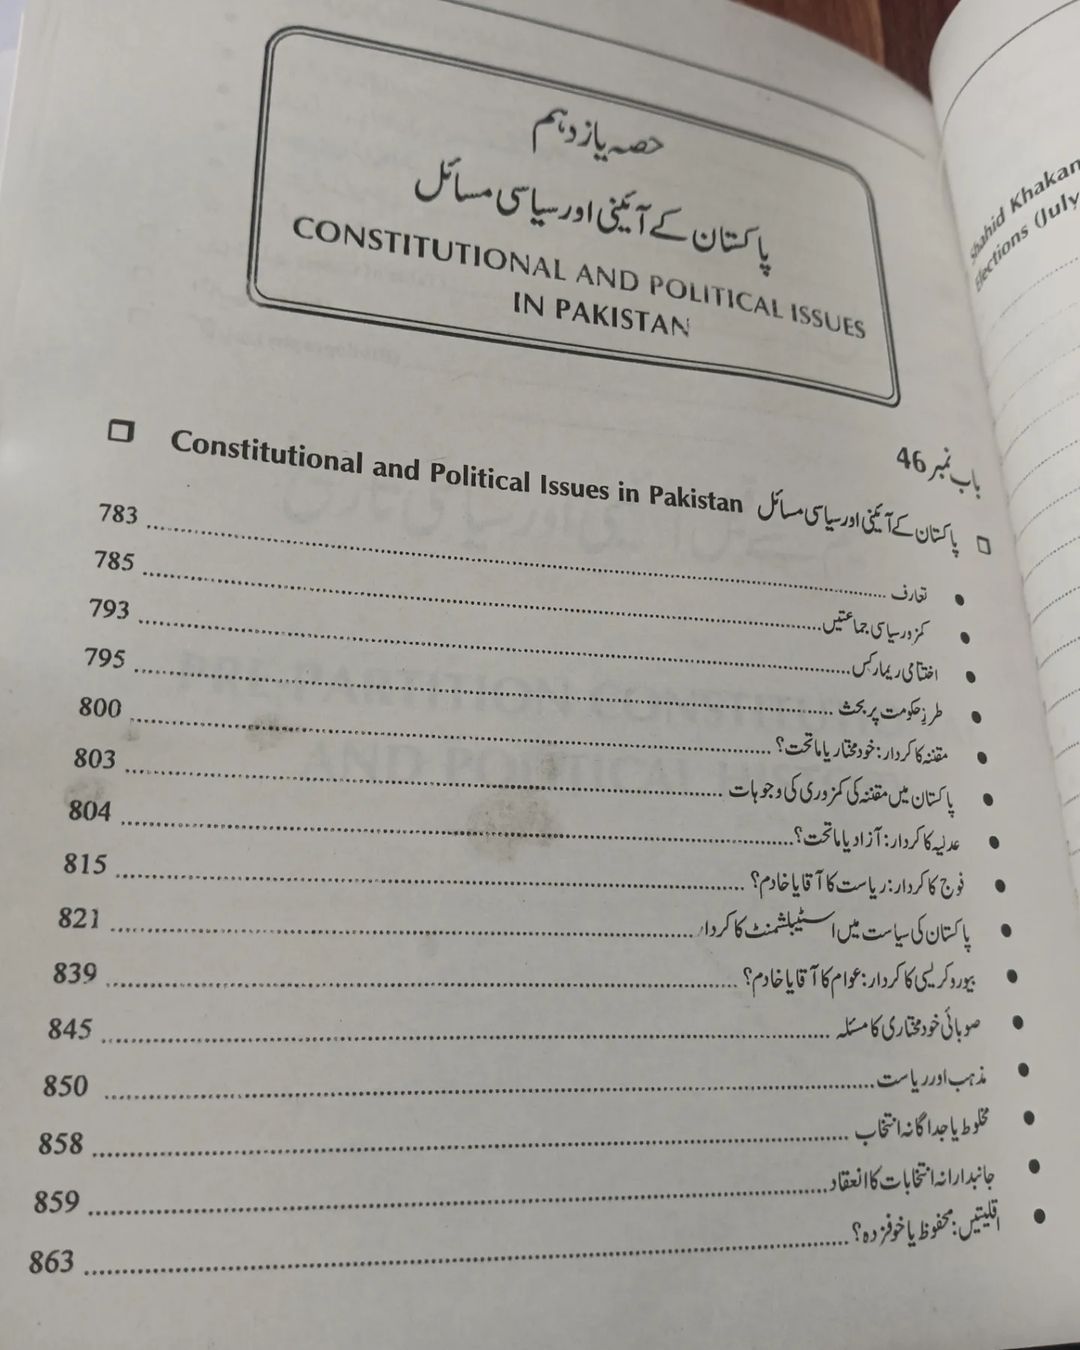 حصہ یازدہم
پاکستان کے آئینی اور سیاسی مسائل
CONSTITUTIONAL AND POLITICAL ISSUES
IN PAKISTAN
باب نمبر 46
❐ پاکستان کے آئینی اور سیاسی مسائل Constitutional and Political Issues in Pakistan ❐
• تعارف ........ 783
• کمزور سیاسی جماعتیں ........ 785
• اختتامی ریمارکس ........ 793
• طرزِ حکومت پر بحث ........ 795
• مقننہ کا کردار: خود مختار یا ماتحت؟ ........ 800
• پاکستان میں مقننہ کی کمزوری کی وجوہات ........ 803
• عدلیہ کا کردار: آزاد یا ماتحت؟ ........ 804
• فوج کا کردار: ریاست کا آقا یا خادم؟ ........ 815
• پاکستان کی سیاست میں اسٹیبلشمنٹ کا کردار ........ 821
• بیوروکریسی کا کردار: عوام کا آقا یا خادم؟ ........ 839
• صوبائی خود مختاری کا مسئلہ ........ 845
• مذہب اور ریاست ........ 850
• مخلوط یا جداگانہ انتخاب ........ 858
• جانبدارانہ انتخابات کا انعقاد ........ 859
• اقلیتیں: محفوظ یا خوفزدہ؟ ........ 863
Shahid Khakan
Elections (July